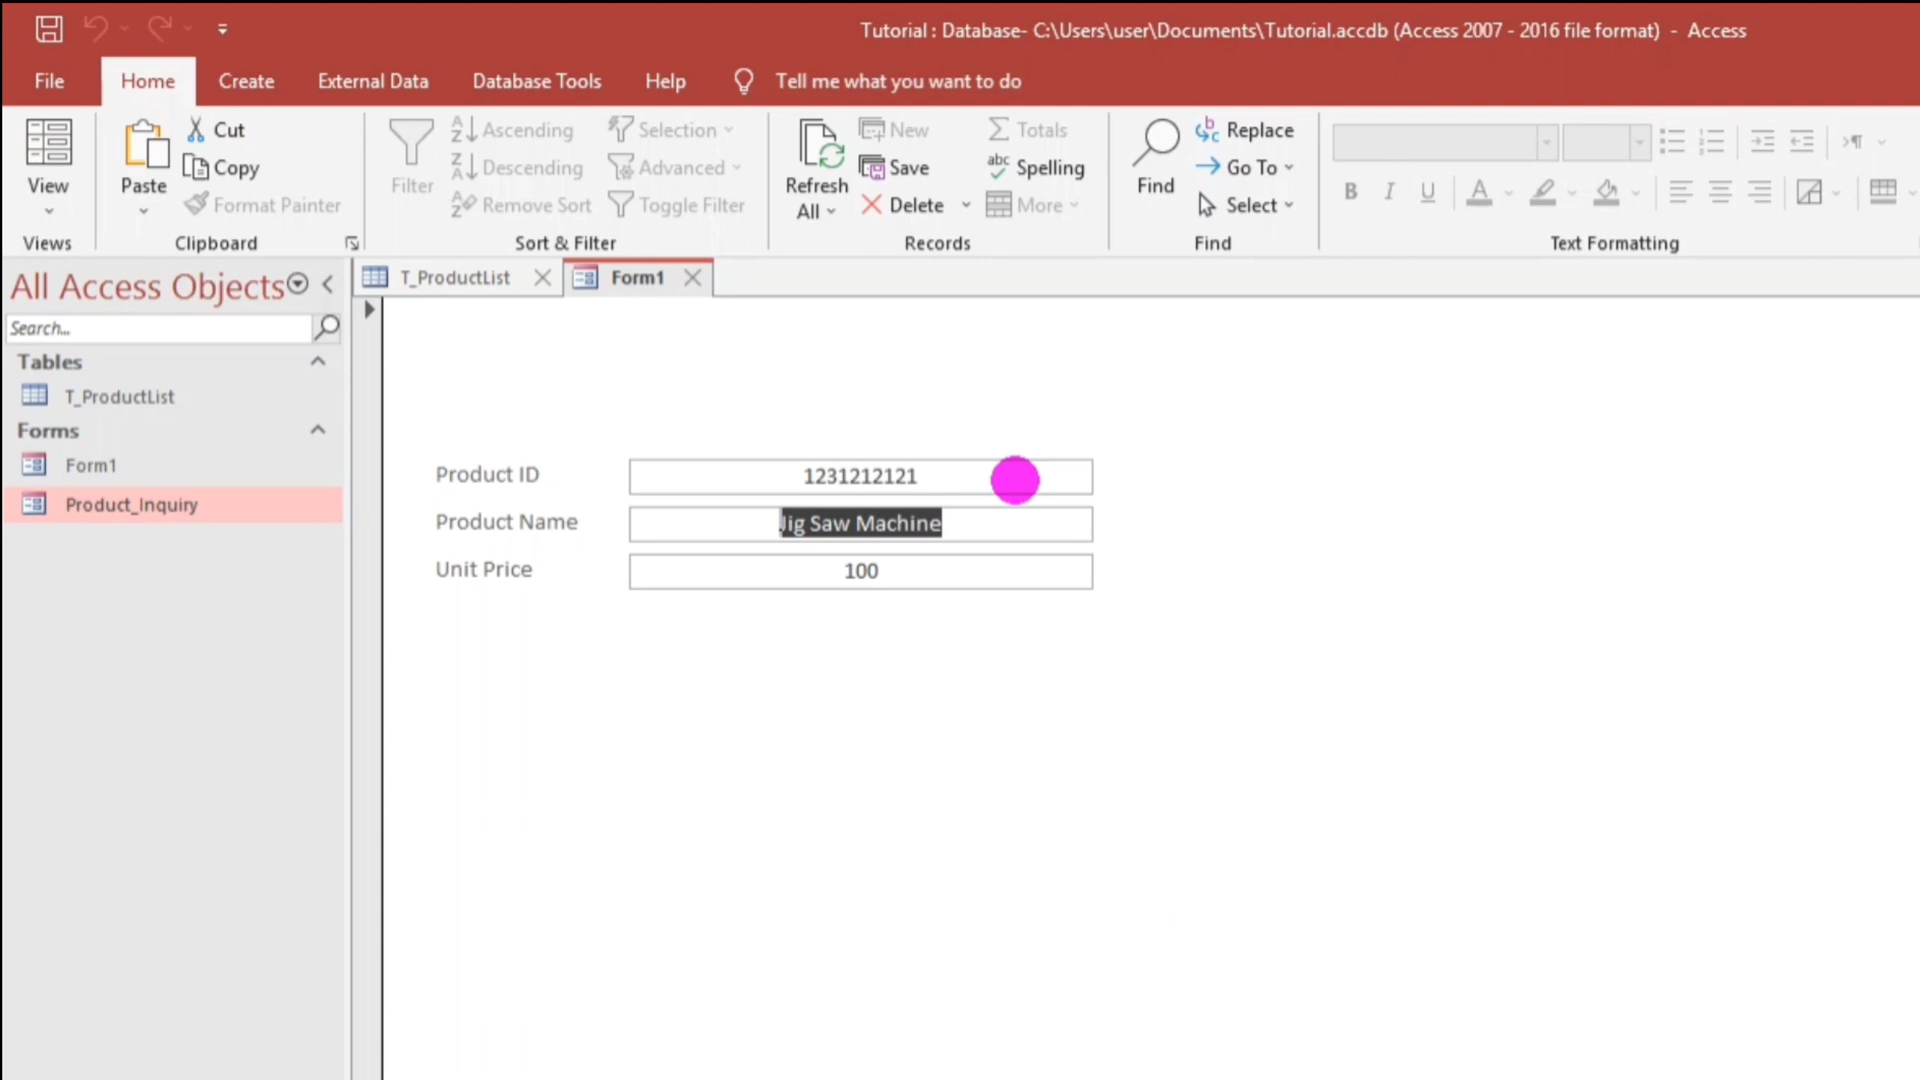 Tutorial : Database- C:\Users\user\Documents\Tutorial.accdb (Access 2007 - 2016 file format) - Access
File Home Create External Data Database Tools Help Tell me what you want to do
View
Views
Paste
Cut
Copy
Format Painter
Clipboard
Filter
Ascending
Descending
Remove Sort
Selection
Advanced
Toggle Filter
Sort & Filter
Refresh
All
New
Save
Delete
Totals
Spelling
More
Records
Find
Replace
Go To
Select
Find
B I U A
Text Formatting
All Access Objects
Search...
Tables
T_ProductList
Forms
Form1
Product_Inquiry
T_ProductList Form1
Product ID 1231212121
Product Name Jig Saw Machine
Unit Price 100